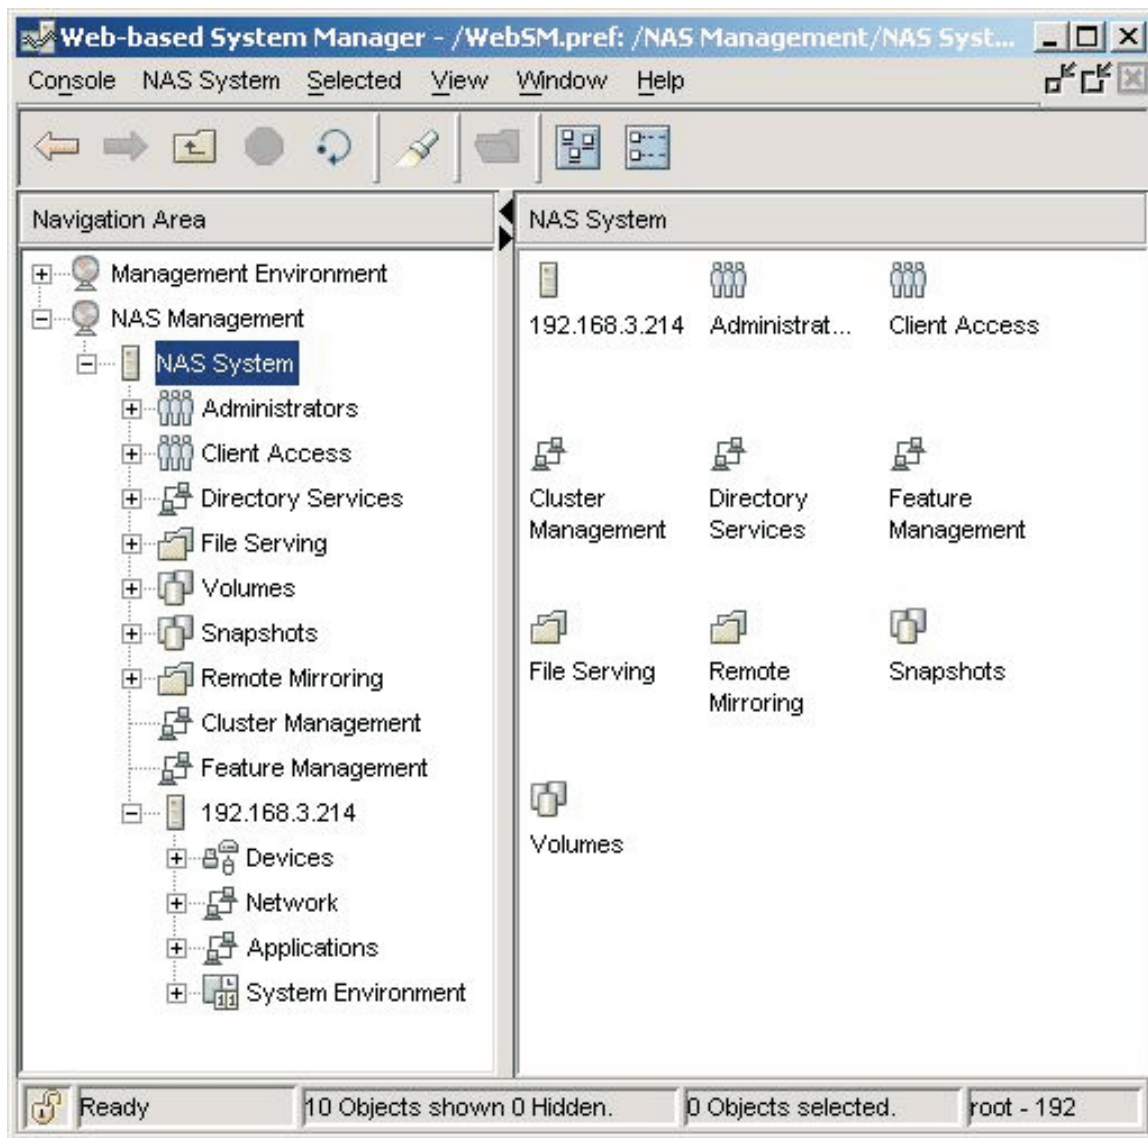 Web-based System Manager - /WebSM.pref: /NAS Management/NAS Syst...
Console NAS System Selected View Window Help
Navigation Area
Management Environment
NAS Management
NAS System
Administrators
Client Access
Directory Services
File Serving
Volumes
Snapshots
Remote Mirroring
Cluster Management
Feature Management
192.168.3.214
Devices
Network
Applications
System Environment
NAS System
192.168.3.214
Administrat...
Client Access
Cluster
Management
Directory
Services
Feature
Management
File Serving
Remote
Mirroring
Snapshots
Volumes
Ready
10 Objects shown 0 Hidden.
0 Objects selected.
root - 192